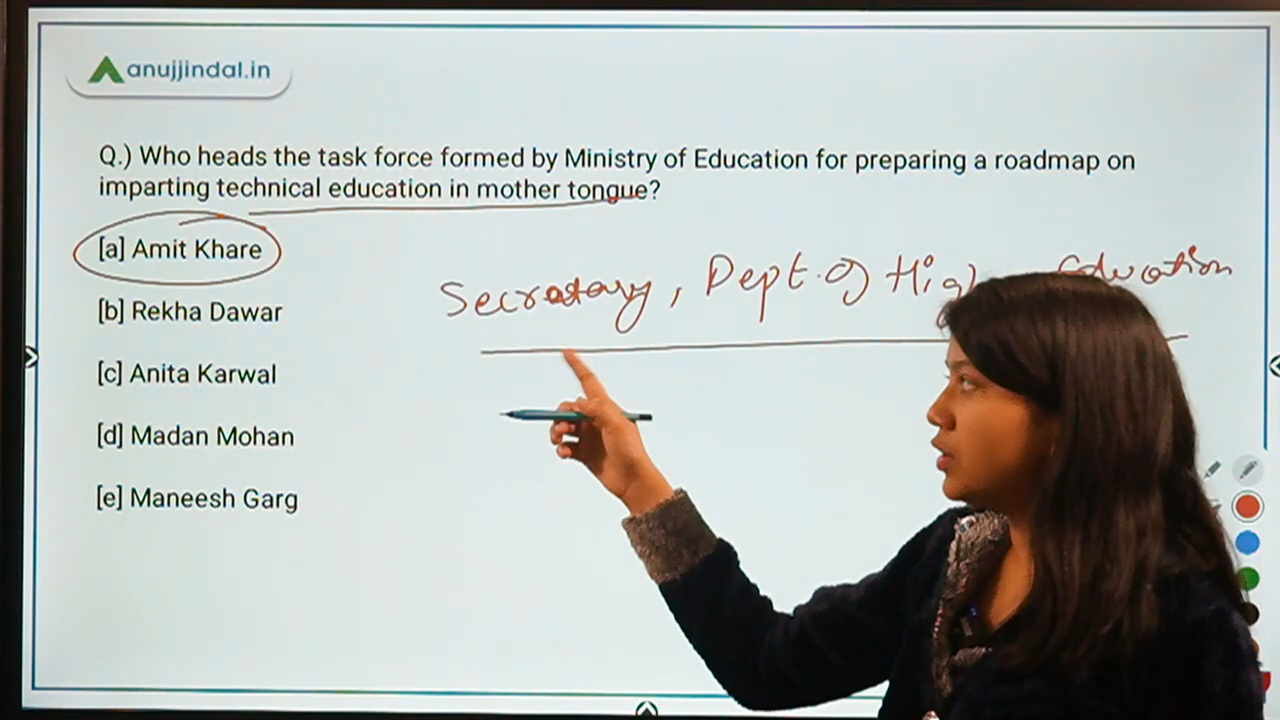 anujjindal.in
Q.) Who heads the task force formed by Ministry of Education for preparing a roadmap on
imparting technical education in mother tongue?
[a] Amit Khare
Secretary, Dept. of High Education
[b] Rekha Dawar
[c] Anita Karwal
[d] Madan Mohan
[e] Maneesh Garg